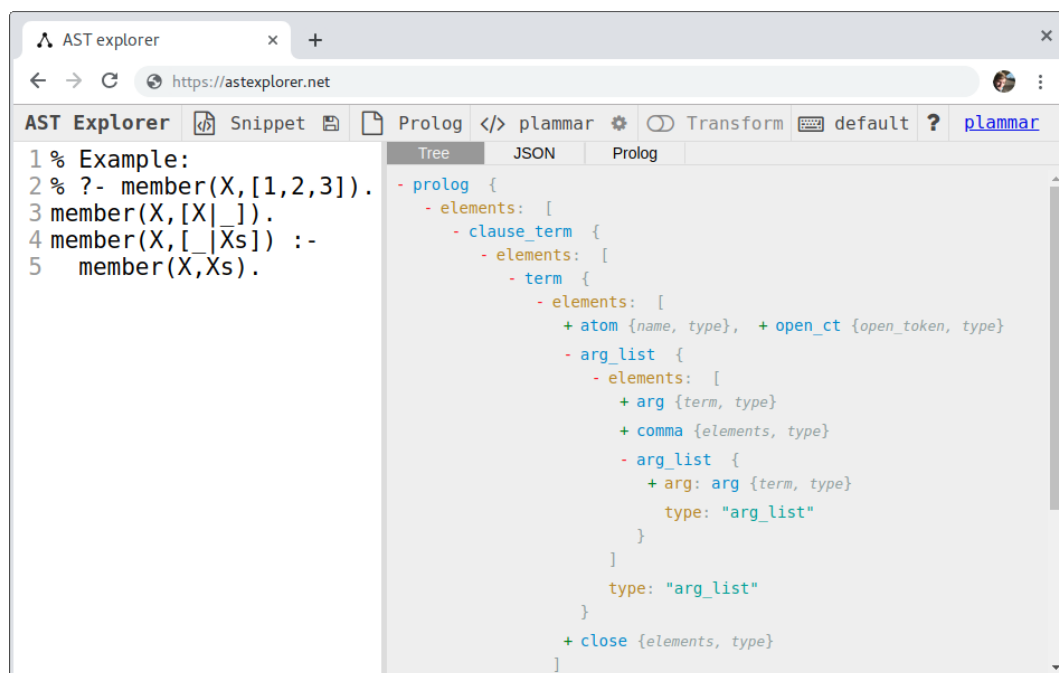 AST explorer
https://astexplorer.net
AST Explorer Snippet Prolog </> plammar Transform default ? plammar
1 % Example:
2 % ?- member(X,[1,2,3]).
3 member(X,[X|_]).
4 member(X,[_|Xs]) :-
5   member(X,Xs).
Tree JSON Prolog
- prolog {
- elements: [
- clause_term {
- elements: [
- term {
- elements: [
+ atom {name, type}, + open_ct {open_token, type}
- arg_list {
- elements: [
+ arg {term, type}
+ comma {elements, type}
- arg_list {
+ arg: arg {term, type}
type: "arg_list"
}
]
type: "arg_list"
}
+ close {elements, type}
]